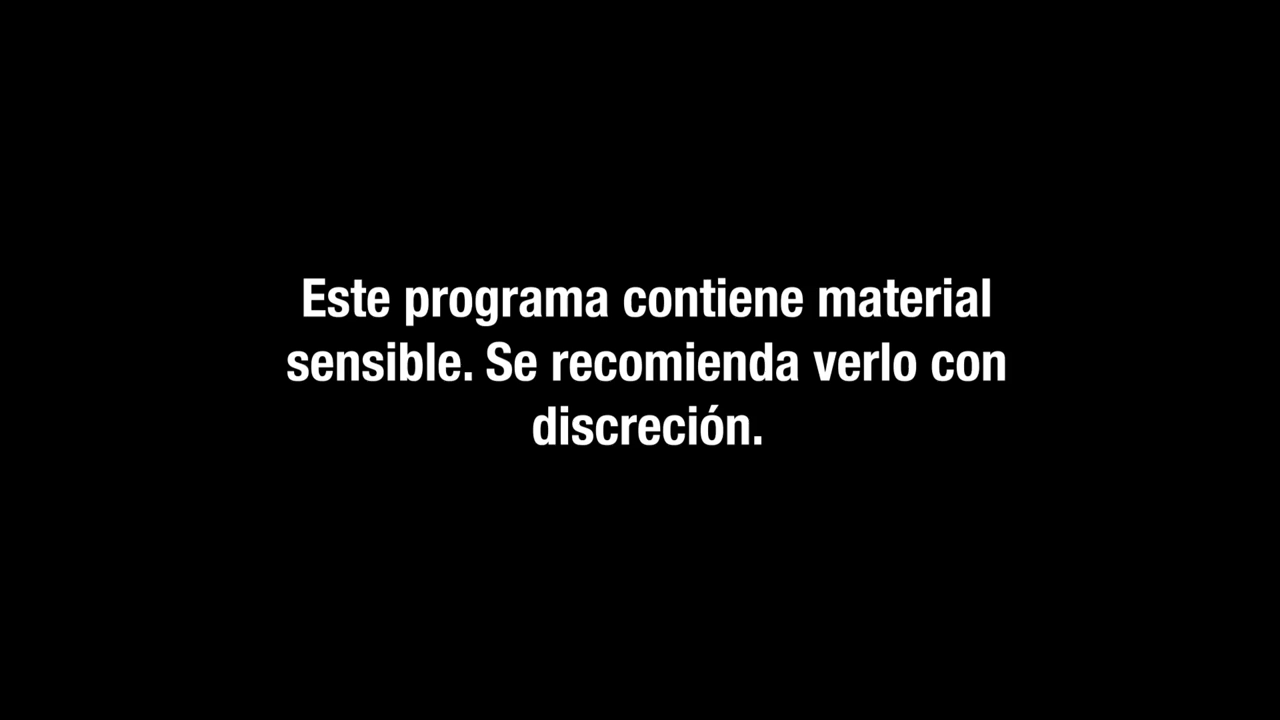 Este programa contiene material
sensible. Se recomienda verlo con
discreción.